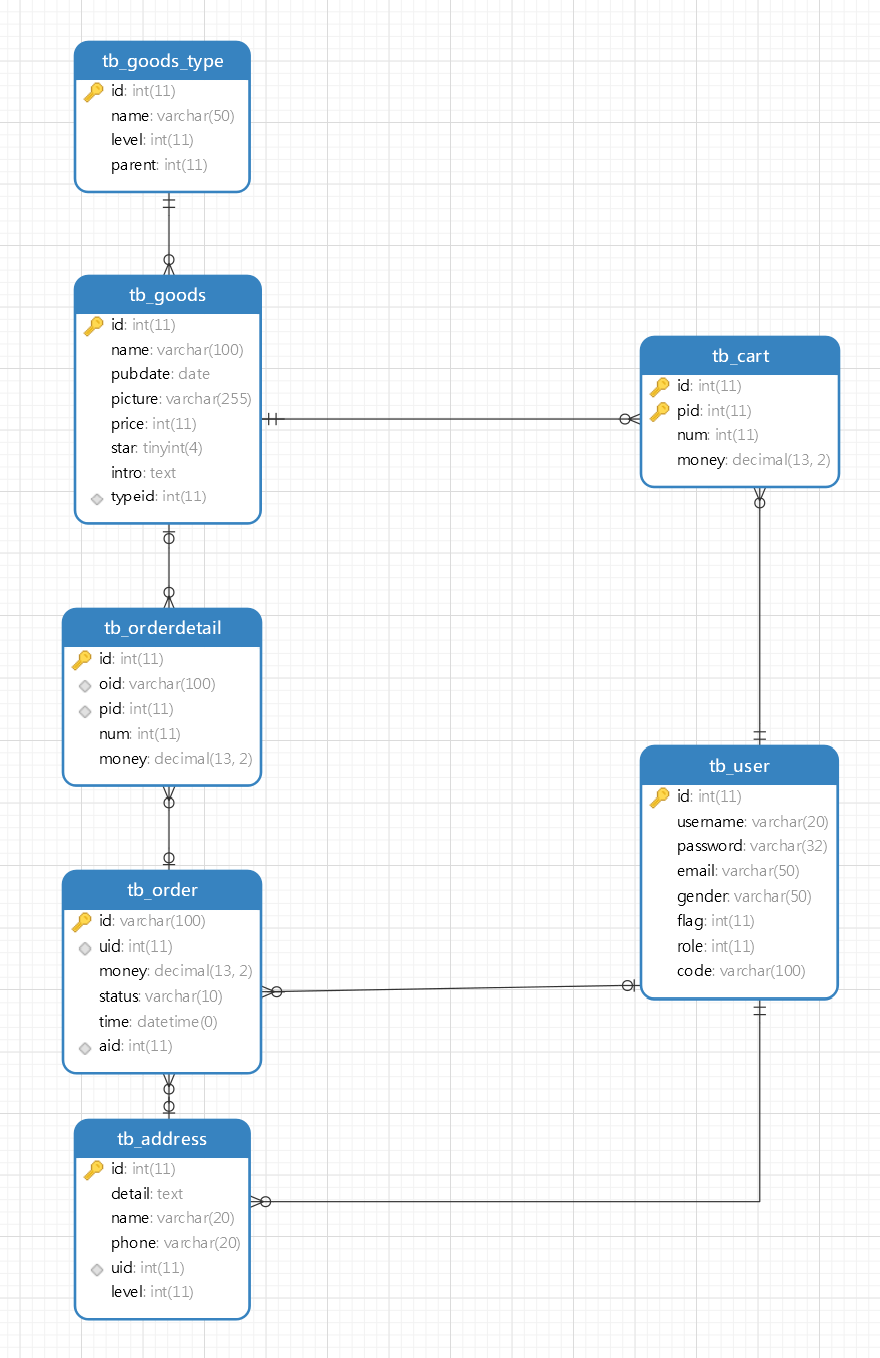 tb_goods_type
id: int(11)
name: varchar(50)
level: int(11)
parent: int(11)
tb_goods
id: int(11)
name: varchar(100)
pubdate: date
picture: varchar(255)
price: int(11)
star: tinyint(4)
intro: text
typeid: int(11)
tb_cart
id: int(11)
pid: int(11)
num: int(11)
money: decimal(13, 2)
tb_orderdetail
id: int(11)
oid: varchar(100)
pid: int(11)
num: int(11)
money: decimal(13, 2)
tb_user
id: int(11)
username: varchar(20)
password: varchar(32)
email: varchar(50)
gender: varchar(50)
flag: int(11)
role: int(11)
code: varchar(100)
tb_order
id: varchar(100)
uid: int(11)
money: decimal(13, 2)
status: varchar(10)
time: datetime(0)
aid: int(11)
tb_address
id: int(11)
detail: text
name: varchar(20)
phone: varchar(20)
uid: int(11)
level: int(11)